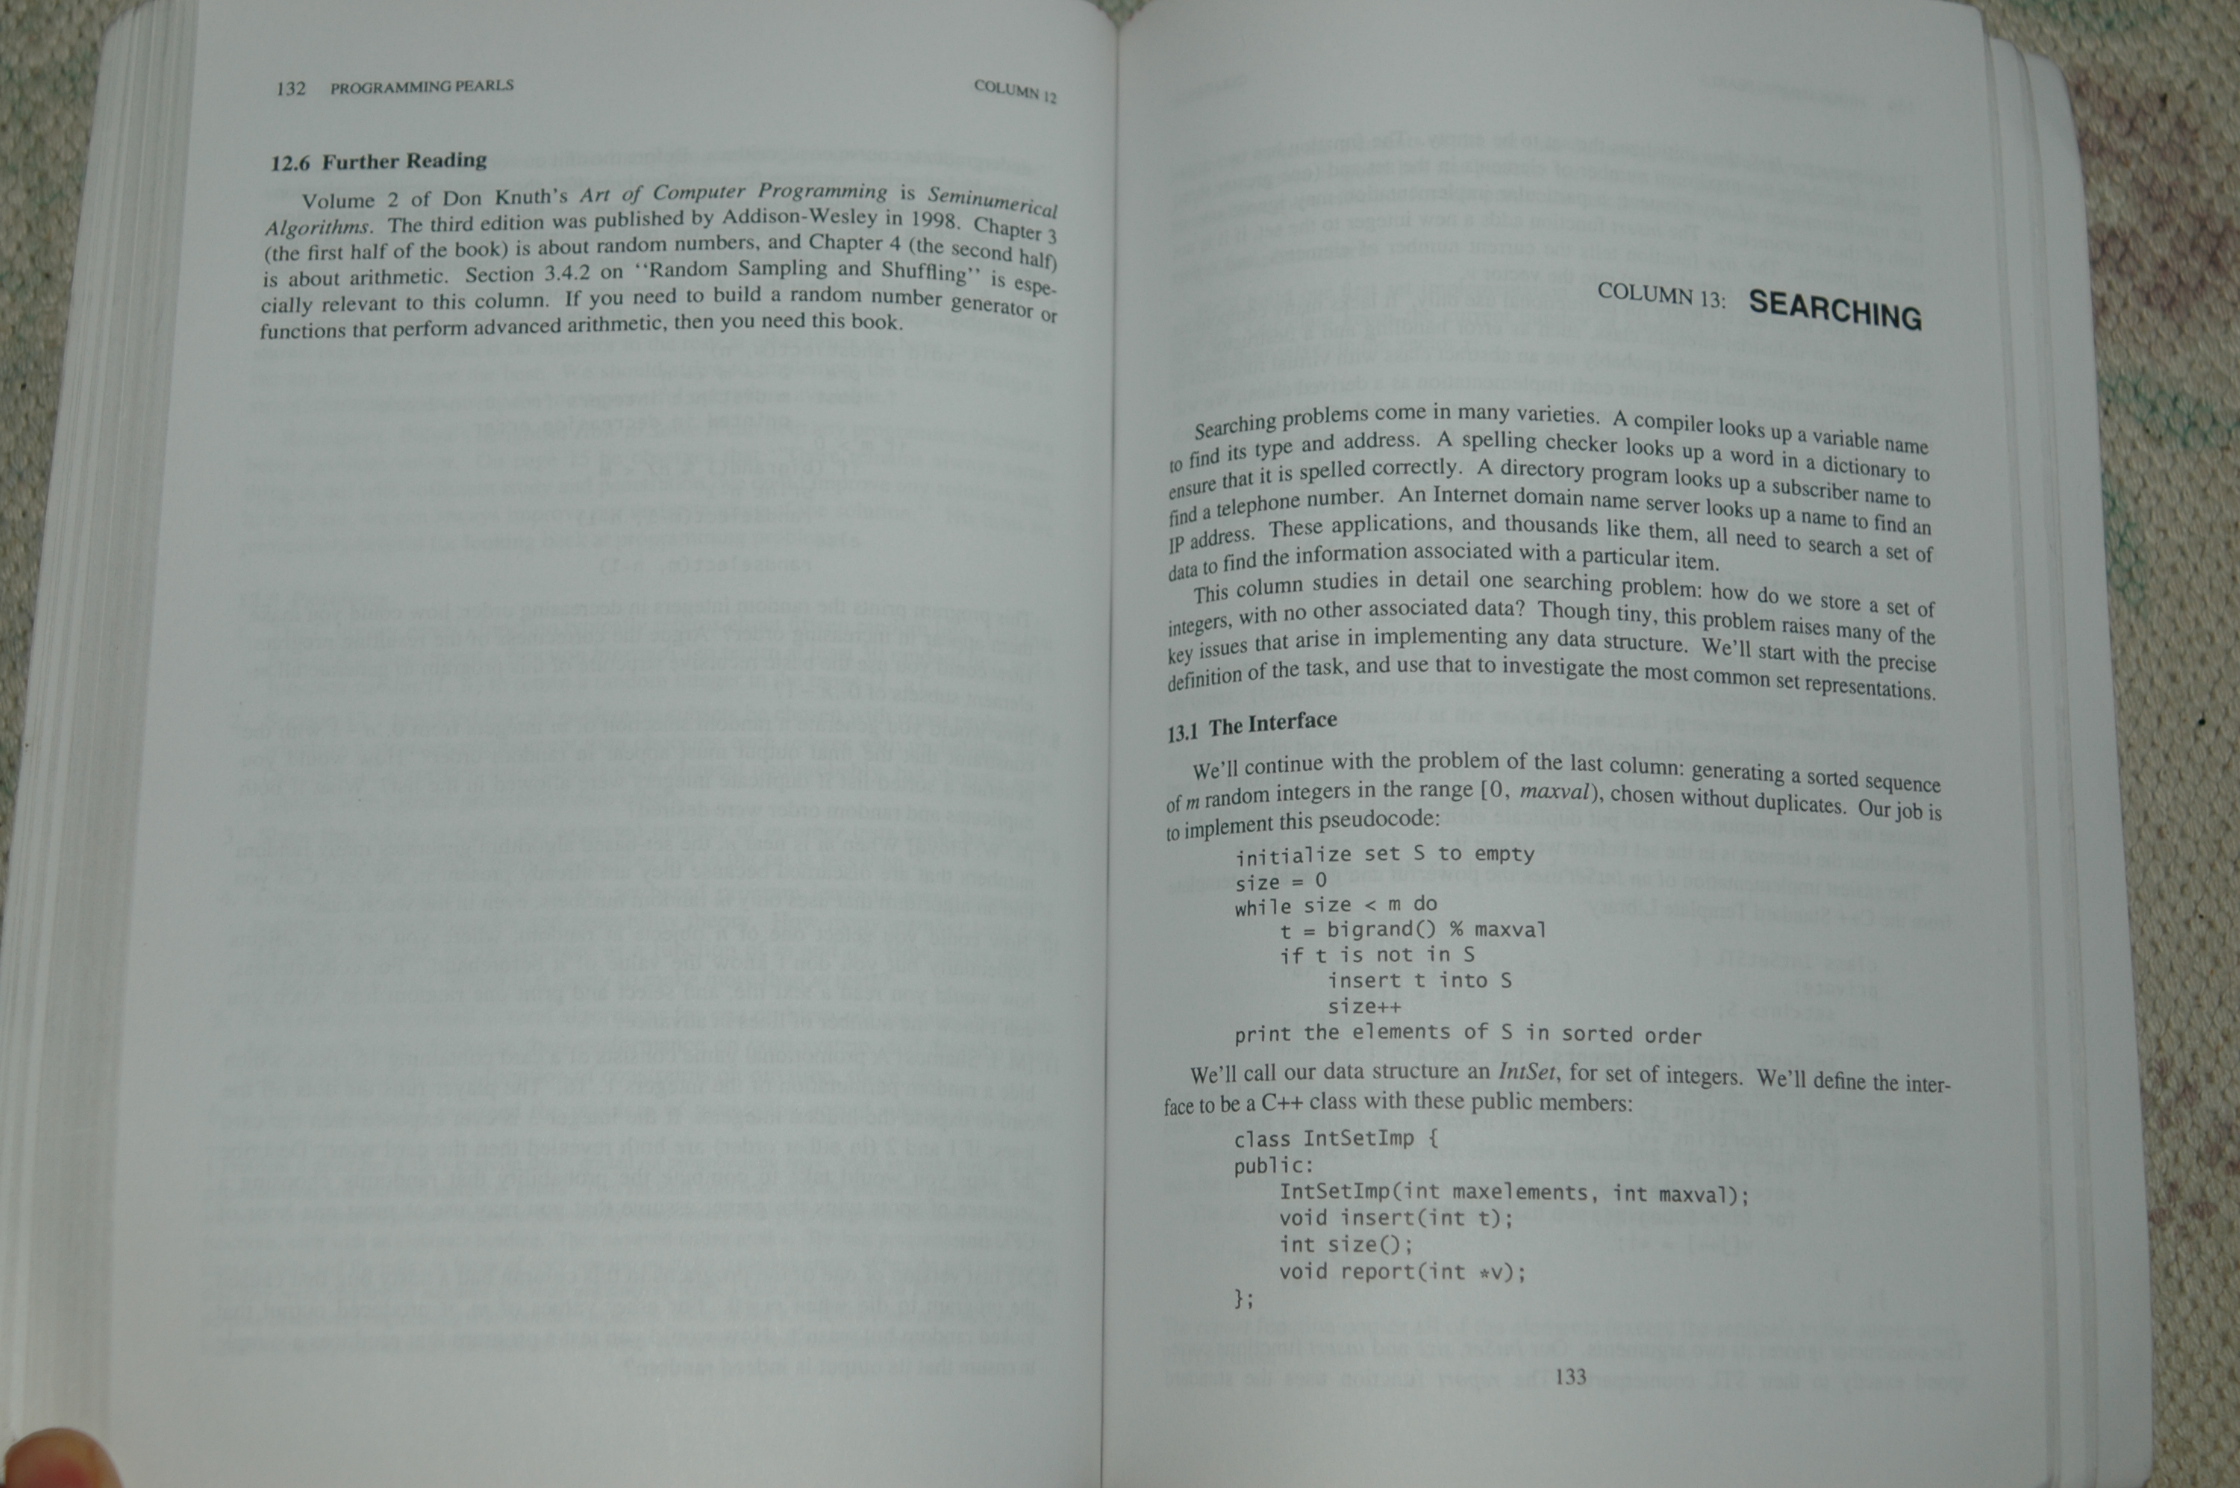 132 PROGRAMMING PEARLS COLUMN 12
12.6 Further Reading
Volume 2 of Don Knuth's Art of Computer Programming is Seminumerical
Algorithms. The third edition was published by Addison-Wesley in 1998. Chapter 3
(the first half of the book) is about random numbers, and Chapter 4 (the second half)
is about arithmetic. Section 3.4.2 on ‘‘Random Sampling and Shuffling’’ is espe-
cially relevant to this column. If you need to build a random number generator or
functions that perform advanced arithmetic, then you need this book.
COLUMN 13: SEARCHING
Searching problems come in many varieties. A compiler looks up a variable name
to find its type and address. A spelling checker looks up a word in a dictionary to
ensure that it is spelled correctly. A directory program looks up a subscriber name to
find a telephone number. An Internet domain name server looks up a name to find an
IP address. These applications, and thousands like them, all need to search a set of
data to find the information associated with a particular item.
This column studies in detail one searching problem: how do we store a set of
integers, with no other associated data? Though tiny, this problem raises many of the
key issues that arise in implementing any data structure. We'll start with the precise
definition of the task, and use that to investigate the most common set representations.
13.1 The Interface
We'll continue with the problem of the last column: generating a sorted sequence
of m random integers in the range [0, maxval), chosen without duplicates. Our job is
to implement this pseudocode:
initialize set S to empty
size = 0
while size < m do
t = bigrand() % maxval
if t is not in S
insert t into S
size++
print the elements of S in sorted order
We'll call our data structure an IntSet, for set of integers. We'll define the inter-
face to be a C++ class with these public members:
class IntSetImp {
public:
IntSetImp(int maxelements, int maxval);
void insert(int t);
int size();
void report(int *v);
};
133